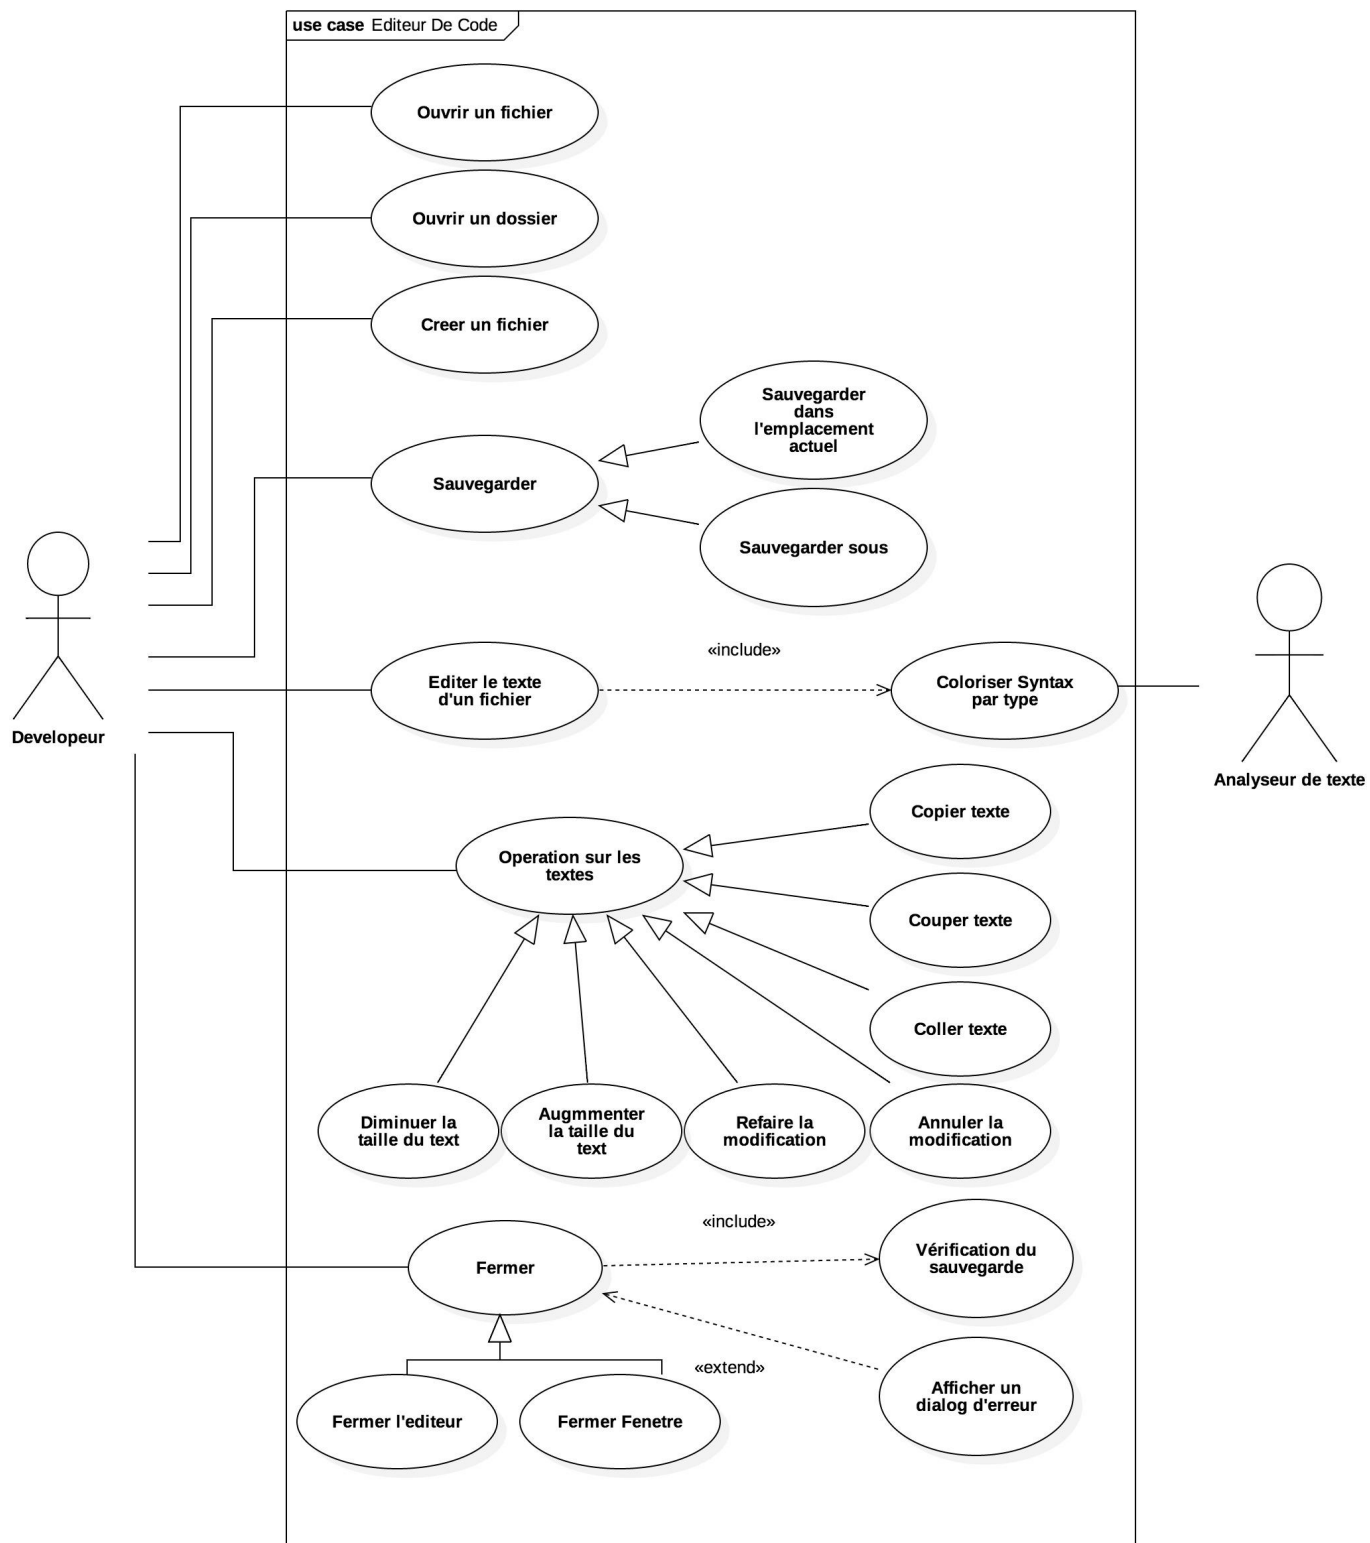 use case Editeur De Code
Ouvrir un fichier
Ouvrir un dossier
Creer un fichier
Sauvegarder
dans
l'emplacement
actuel
Sauvegarder
Sauvegarder sous
«include»
Editer le texte
d'un fichier
Coloriser Syntax
par type
Developeur
Analyseur de texte
Copier texte
Operation sur les
textes
Couper texte
Coller texte
Diminuer la
taille du text
Augmmenter
la taille du
text
Refaire la
modification
Annuler la
modification
«include»
Vérification du
sauvegarde
Fermer
«extend»
Afficher un
dialog d'erreur
Fermer l'editeur
Fermer Fenetre